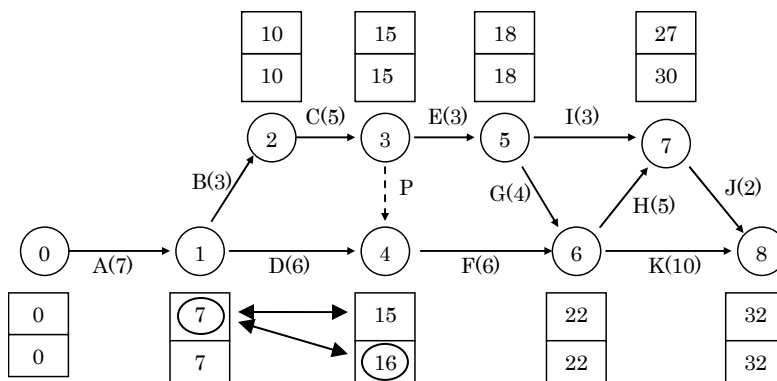 10 15 18 27
10 15 18 30
C(5) E(3) I(3)
2 3 5 7
B(3) P G(4) H(5) J(2)
0 1 4 6 8
A(7) D(6) F(6) K(10)
0 7 15 22 32
0 7 16 22 32